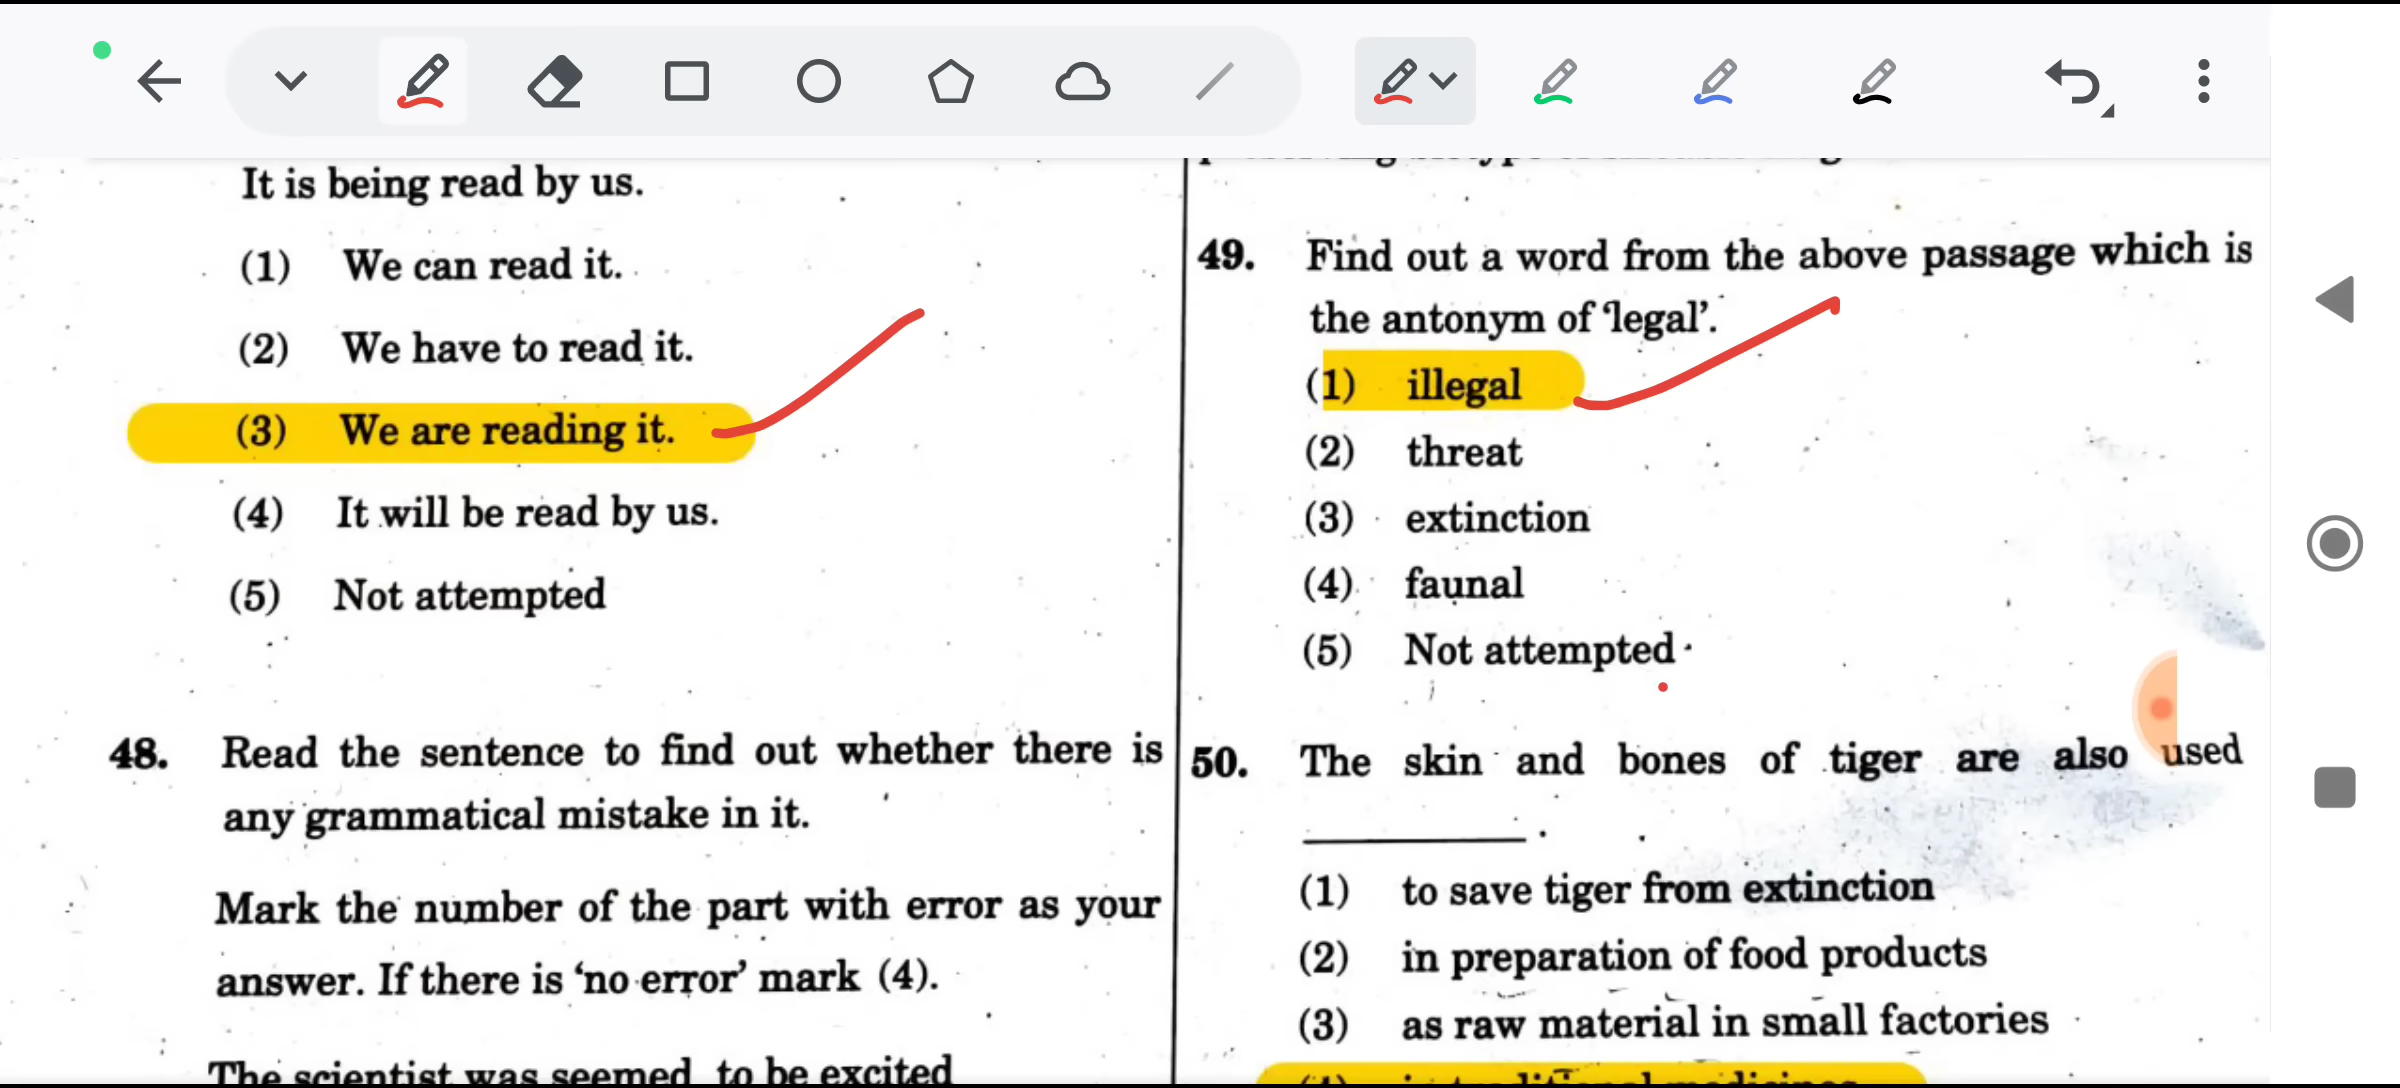 It is being read by us.
(1) We can read it.
(2) We have to read it.
(3) We are reading it.
(4) It will be read by us.
(5) Not attempted
48. Read the sentence to find out whether there is
any grammatical mistake in it.
Mark the number of the part with error as your
answer. If there is ‘no error’ mark (4).
The scientist was seemed to be excited
49. Find out a word from the above passage which is
the antonym of ‘legal’.
(1) illegal
(2) threat
(3) extinction
(4) faunal
(5) Not attempted
50. The skin and bones of tiger are also used
____________ .
(1) to save tiger from extinction
(2) in preparation of food products
(3) as raw material in small factories
(4) in traditional medicines